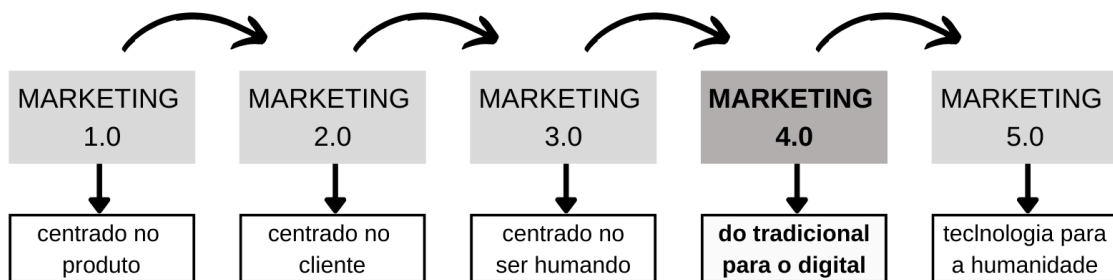 MARKETING
1.0
MARKETING
2.0
MARKETING
3.0
MARKETING
4.0
MARKETING
5.0
centrado no
produto
centrado no
cliente
centrado no
ser humando
do tradicional
para o digital
teclnologia para
a humanidade